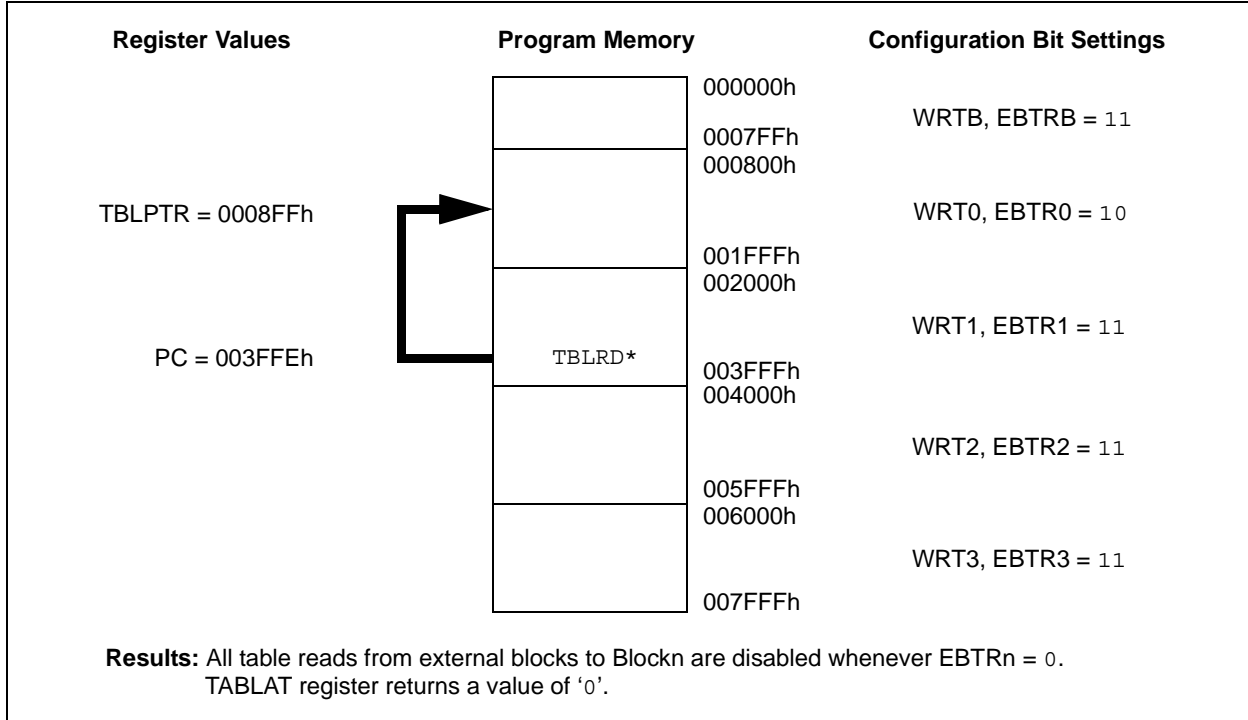 Register Values Program Memory Configuration Bit Settings
000000h
WRTB, EBTRB = 11
0007FFh
000800h
TBLPTR = 0008FFh
WRT0, EBTR0 = 10
001FFFh
002000h
WRT1, EBTR1 = 11
PC = 003FFEh
TBLRD*
003FFFh
004000h
WRT2, EBTR2 = 11
005FFFh
006000h
WRT3, EBTR3 = 11
007FFFh
Results: All table reads from external blocks to Blockn are disabled whenever EBTRn = 0.
TABLAT register returns a value of ‘0’.